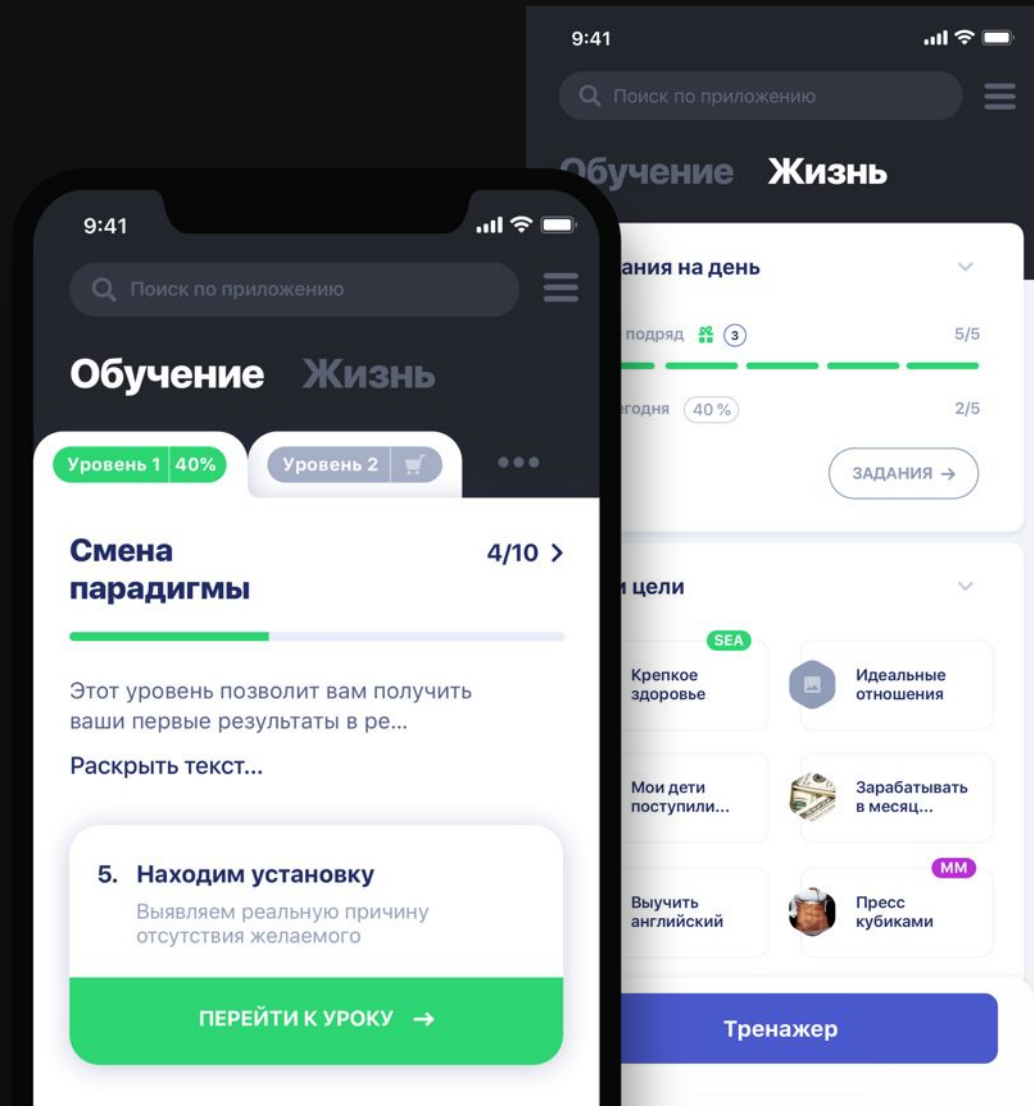 9:41
Поиск по приложению
Обучение Жизнь
Уровень 1 40%
Уровень 2
Смена
парадигмы
4/10
Этот уровень позволит вам получить
ваши первые результаты в ре...
Раскрыть текст...
5. Находим установку
Выявляем реальную причину
отсутствия желаемого
ПЕРЕЙТИ К УРОКУ →
9:41
Поиск по приложению
Обучение Жизнь
на день
подряд 3 5/5
40 % 2/5
ЗАДАНИЯ →
цели
SEA
Крепкое
здоровье
Идеальные
отношения
Мои дети
поступили...
Зарабатывать
в месяц...
Выучить
английский
MM
Пресс
кубиками
Тренажер